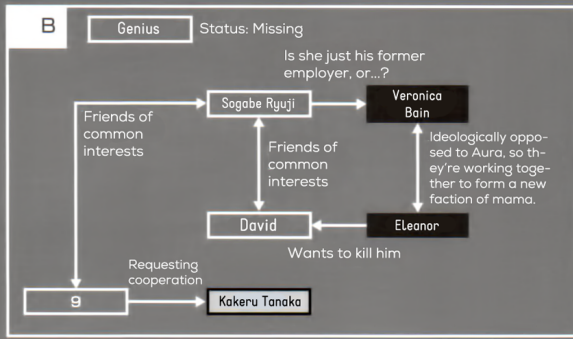 B
Genius
Status: Missing
Is she just his former
employer, or...?
Sogabe Ryuji
Veronica
Bain
Friends of
common
interests
Friends of
common
interests
Ideologically oppo-
sed to Aura, so th-
ey're working toge-
ther to form a new
faction of mama.
David
Eleanor
Wants to kill him
Requesting
cooperation
9
Kakeru Tanaka